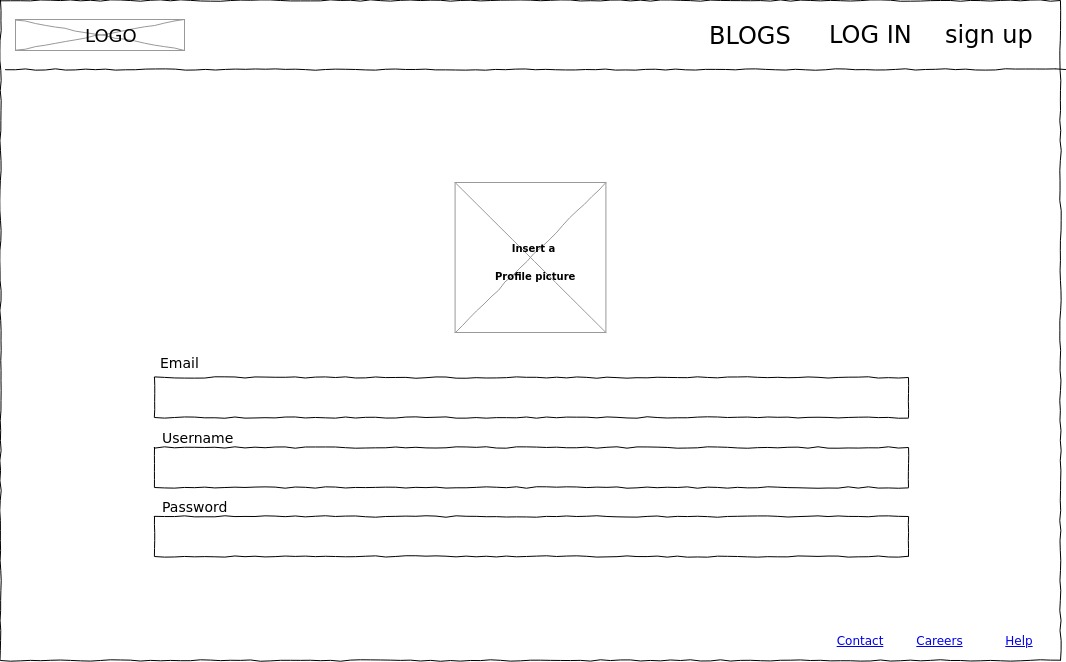 LOGO
BLOGS
LOG IN
sign up
Insert a
Profile picture
Email
Username
Password
Contact
Careers
Help